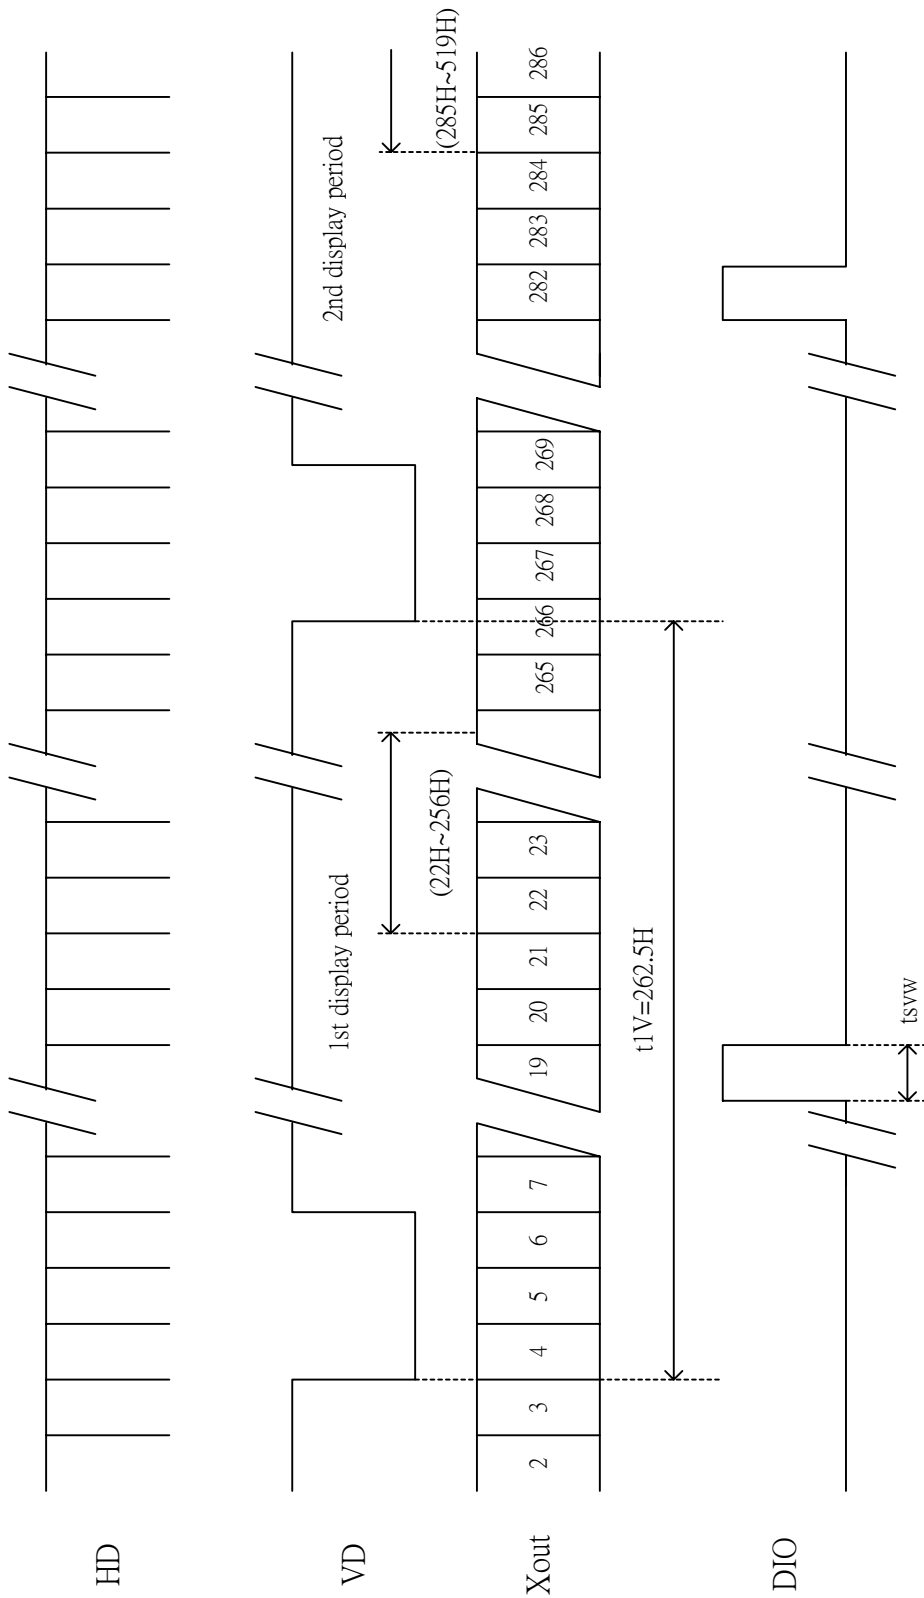 HD
VD
1st display period
2nd display period
(22H~256H)
(285H~519H)
Xout
2 3 4 5 6 7 19 20 21 22 23 265 266 267 268 269 282 283 284 285 286
t1V=262.5H
DIO
tsvw